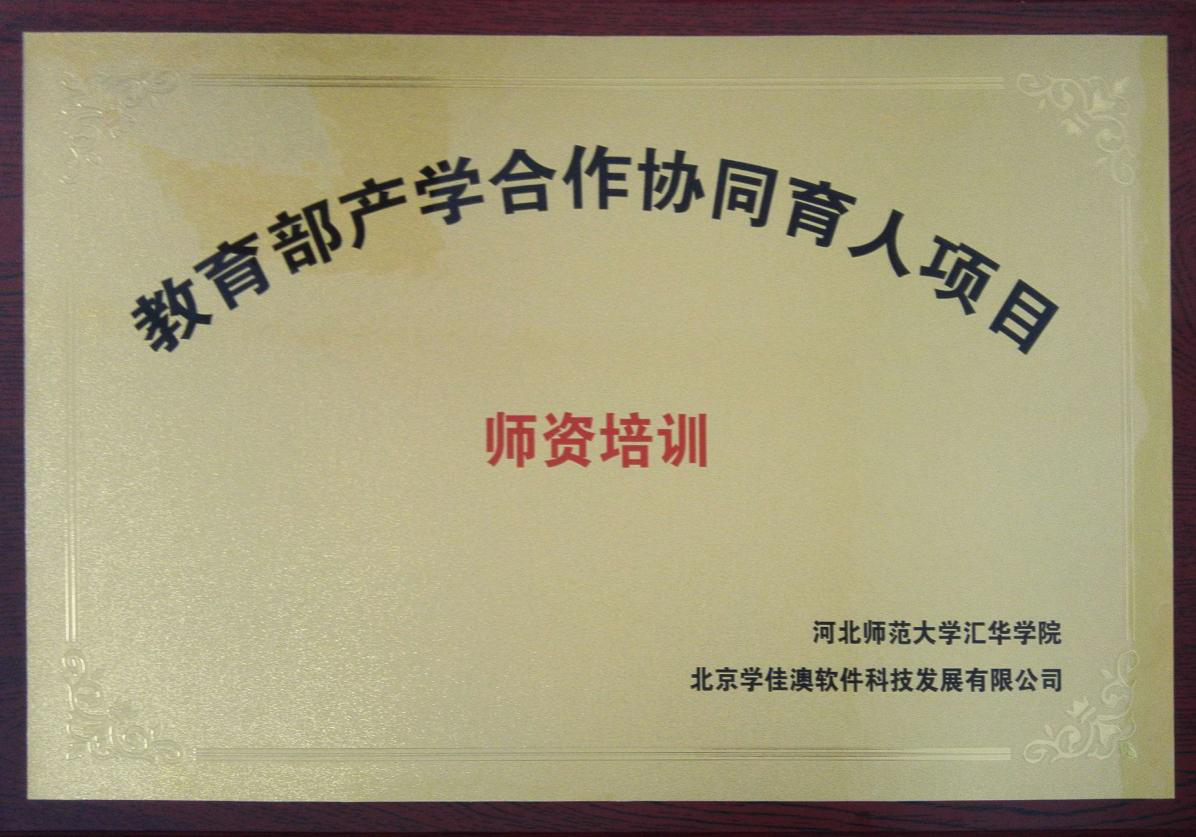 教育部产学合作协同育人项目
师资培训
河北师范大学汇华学院
北京学佳澳软件科技发展有限公司